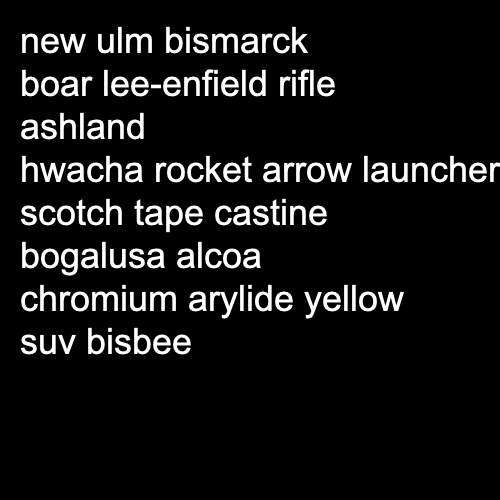 new ulm bismarck
boar lee-enfield rifle
ashland
hwacha rocket arrow launcher
scotch tape castine
bogalusa alcoa
chromium arylide yellow
suv bisbee